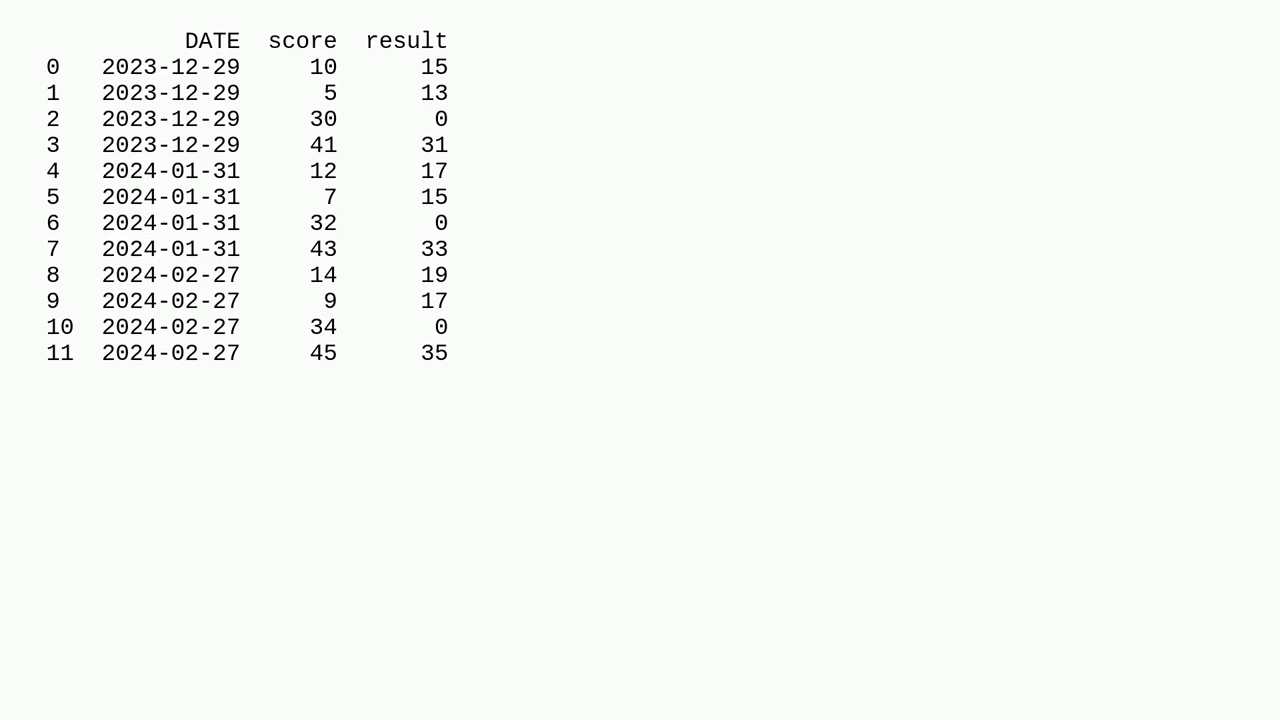 DATE score result
0 2023-12-29 10 15
1 2023-12-29 5 13
2 2023-12-29 30 0
3 2023-12-29 41 31
4 2024-01-31 12 17
5 2024-01-31 7 15
6 2024-01-31 32 0
7 2024-01-31 43 33
8 2024-02-27 14 19
9 2024-02-27 9 17
10 2024-02-27 34 0
11 2024-02-27 45 35